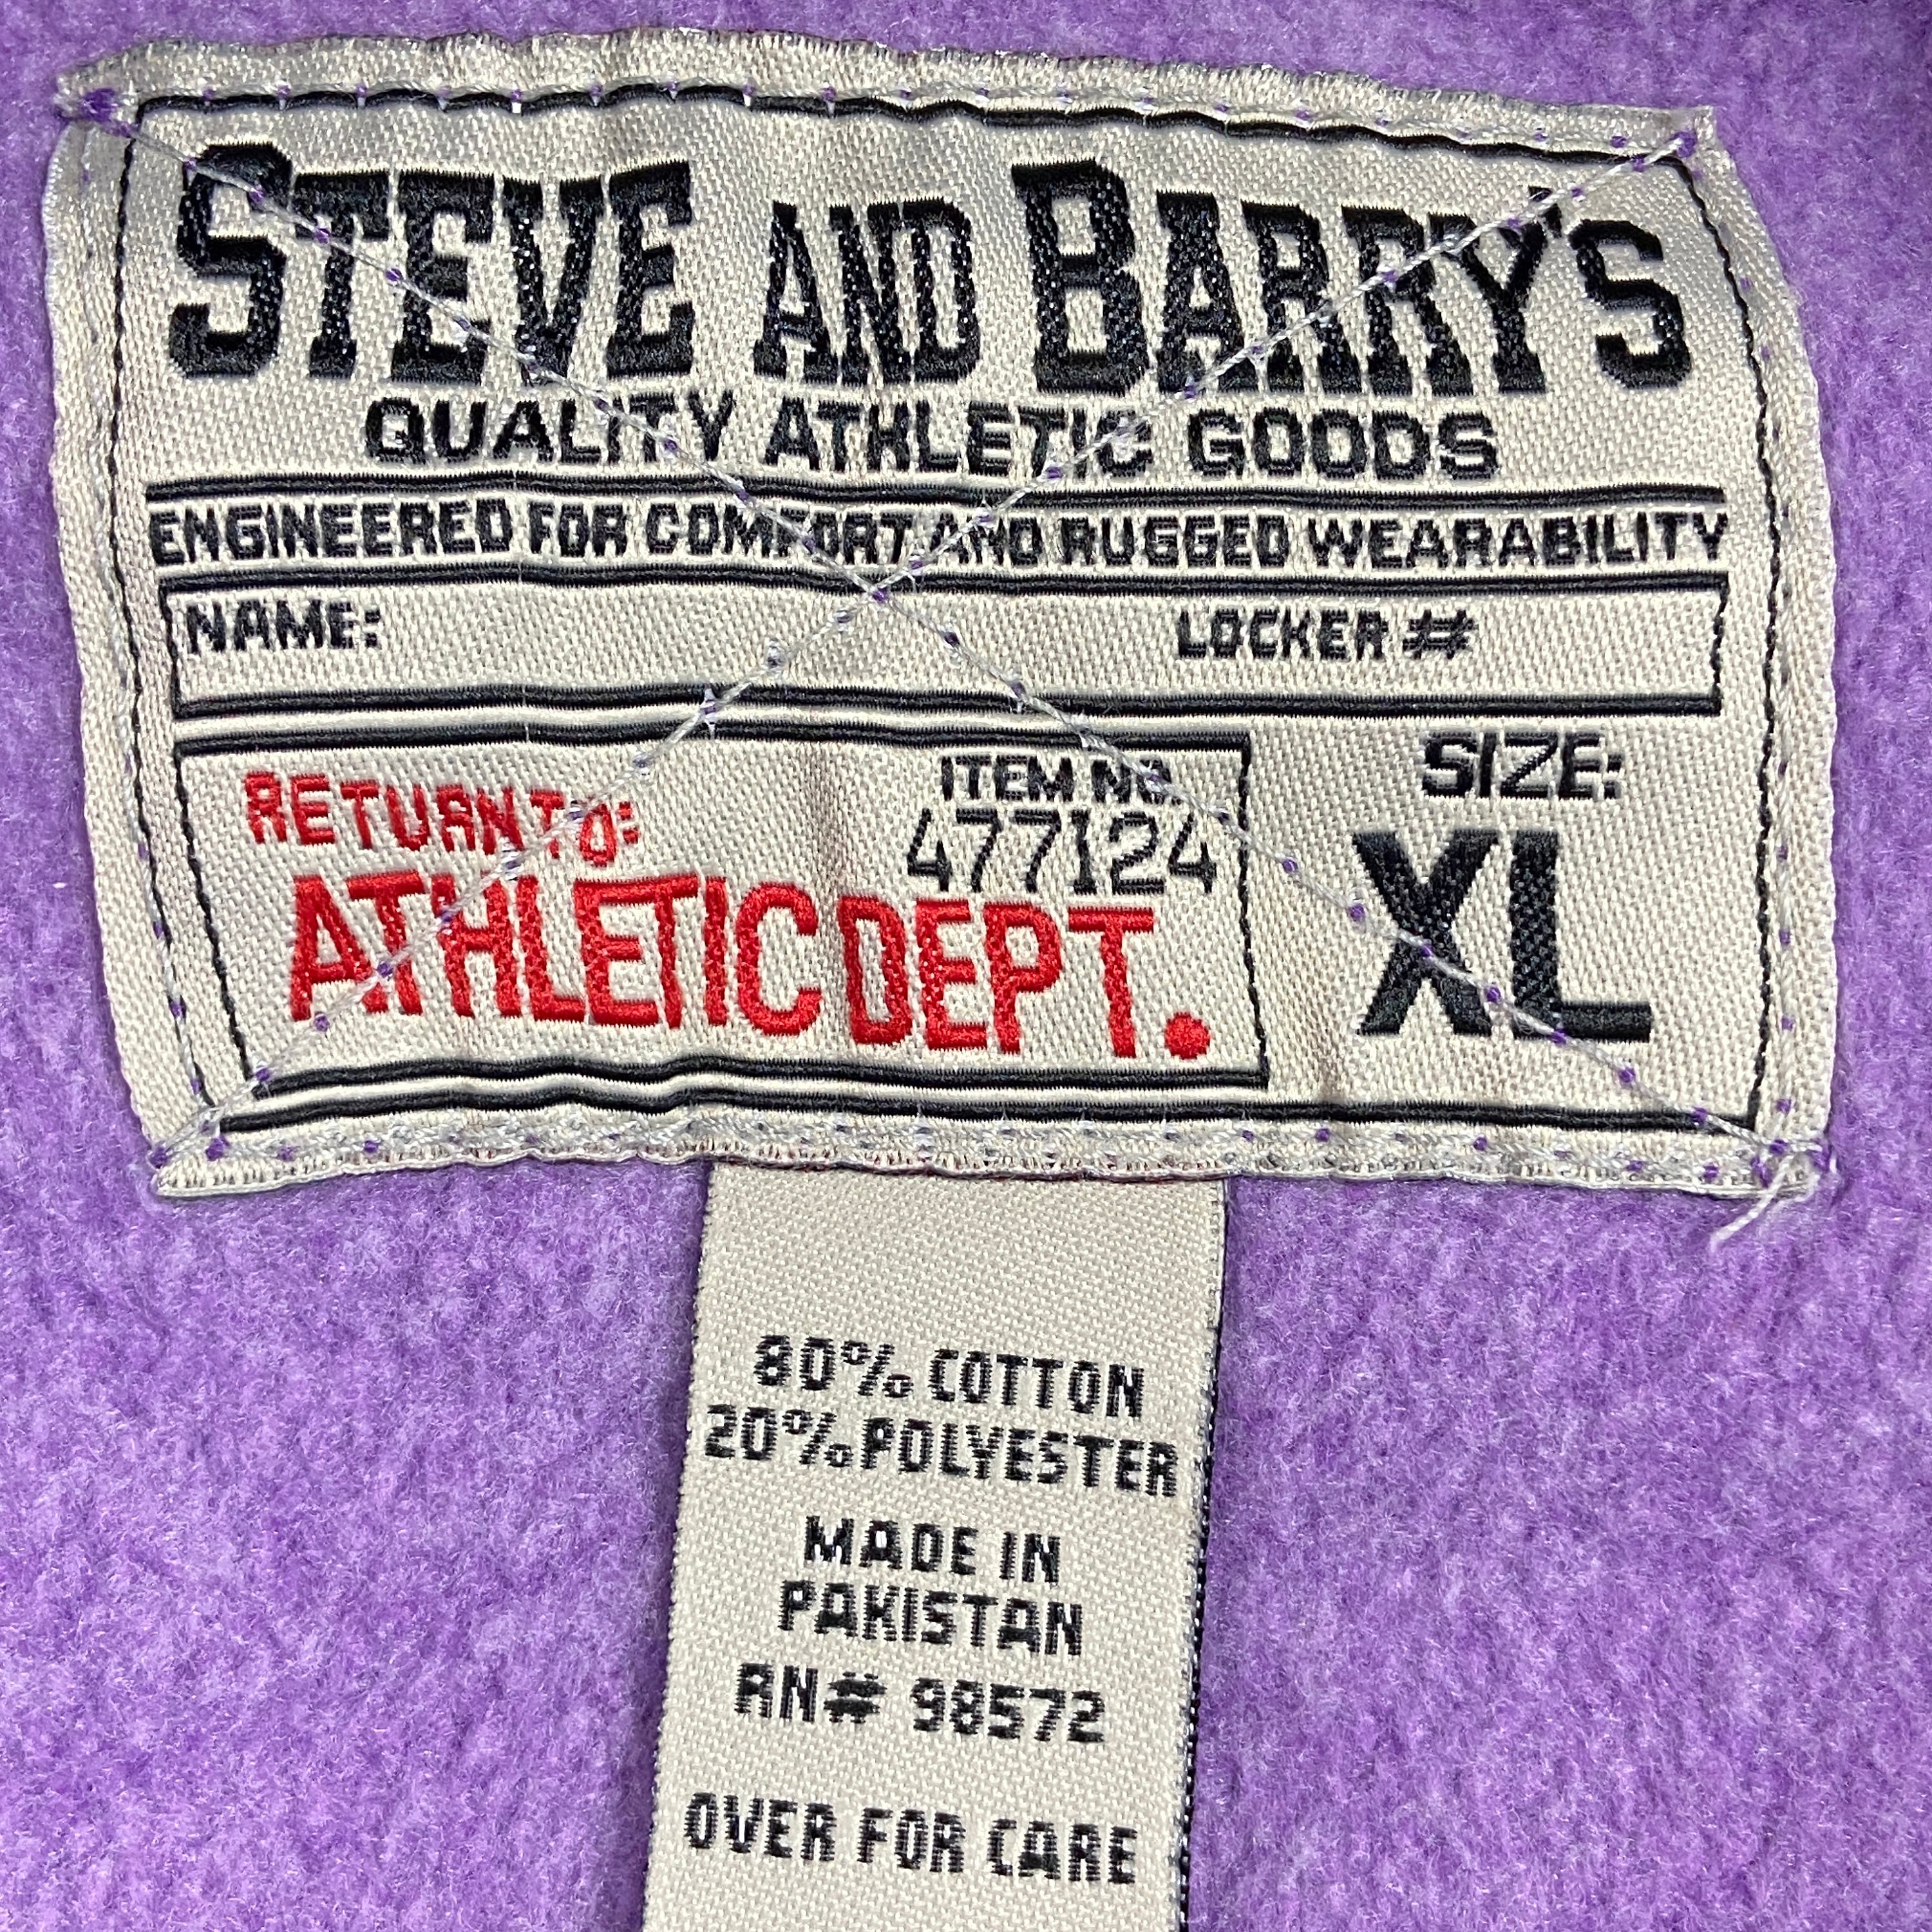 STEVE AND BARRY'S
QUALITY ATHLETIC GOODS
ENGINEERED FOR COMFORT AND RUGGED WEARABILITY
NAME: LOCKER #
RETURN TO:
ITEM NO.
477124
ATHLETIC DEPT.
SIZE:
XL
80% COTTON
20% POLYESTER
MADE IN
PAKISTAN
RN# 98572
OVER FOR CARE